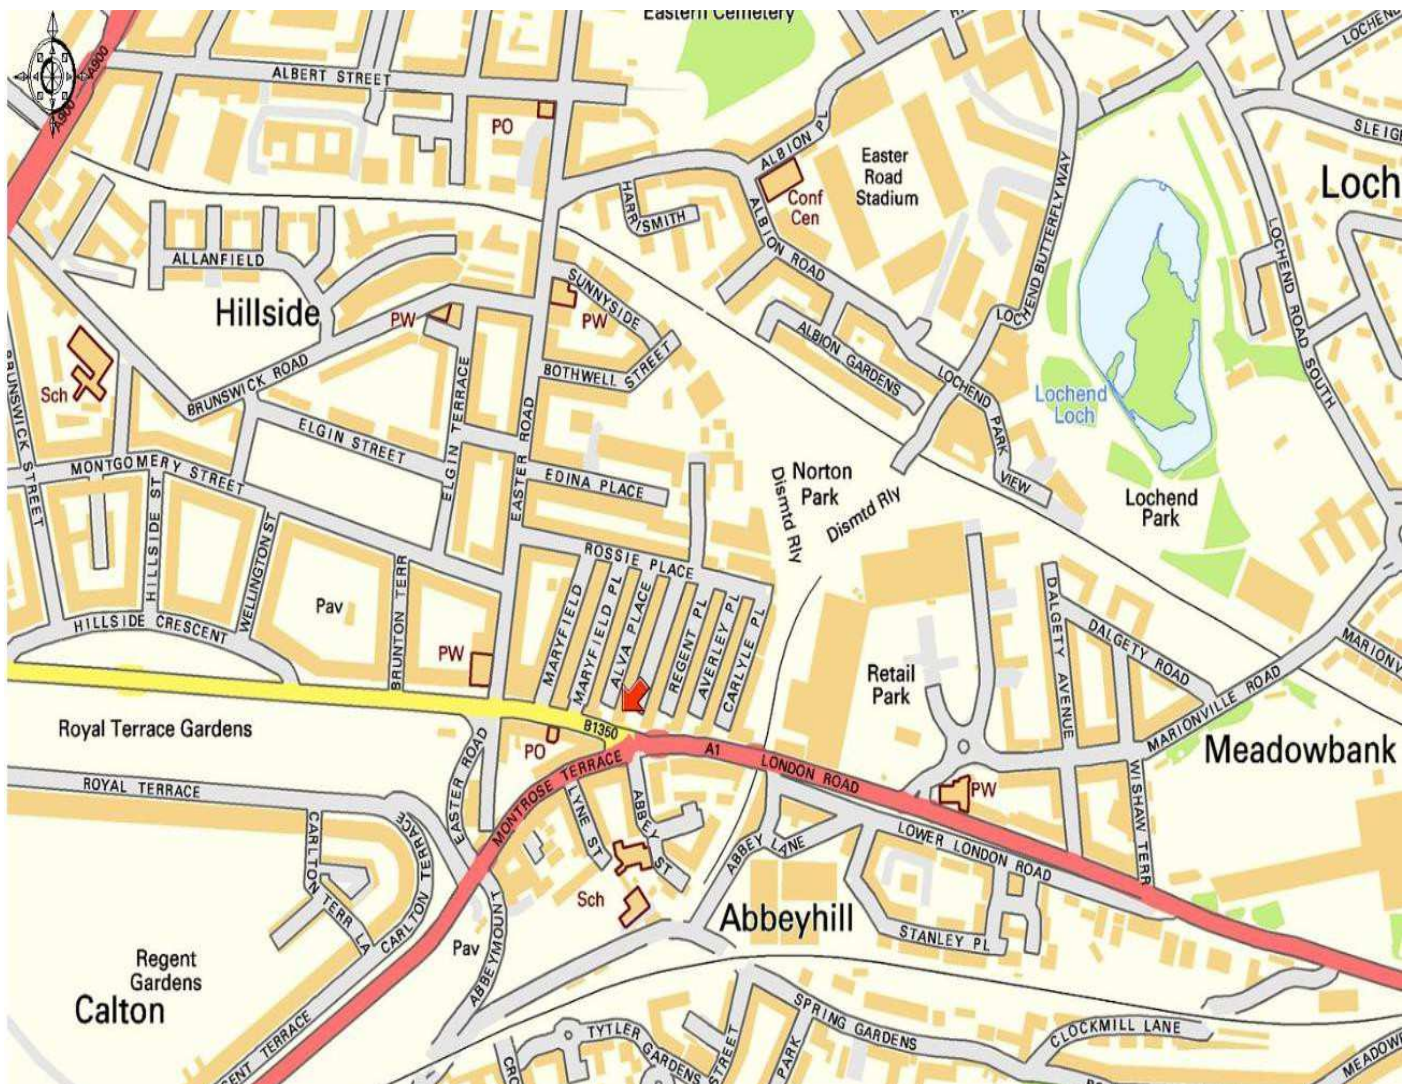 Eastern Cemetery
LOCHEND
A900
A900
ALBERT STREET
PO
ALBION PL
Easter
Road
Stadium
Conf
Cen
SLEIG
Loch
HARRISMITH
ALBION ROAD
LOCHEND BUTTERFLY WAY
LOCHEND ROAD SOUTH
ALLANFIELD
Hillside
SUNNYSIDE
PW
PW
ALBION GARDENS
BOTHWELL STREET
LOCHEND PARK
VIEW
Lochend
Loch
Sch
BRUNSWICK ROAD
BRUNSWICK STREET
ELGIN TERRACE
EASTER ROAD
ELGIN STREET
MONTGOMERY STREET
EDINA PLACE
Norton
Park
Dismtd Rly
Dismtd Rly
Lochend
Park
HILLSIDE ST
WELLINGTON ST
BRUNTON TERR
ROSSIE PLACE
Pav
HILLSIDE CRESCENT
MARYFIELD
MARYFIELD PL
ALVA PLACE
REGENT PL
AVERLEY PL
CARLYLE PL
DALGETY AVENUE
DALGETY ROAD
MARIONV
PW
Retail
Park
MARIONVILLE ROAD
Royal Terrace Gardens
B1350
PO
A1
LONDON ROAD
Meadowbank
ROYAL TERRACE
EASTER ROAD
MONTROSE TERRACE
LYNE ST
ABBEY ST
PW
WISHAW TERR
CARLTON
TERR LA
CARLTON TERRACE
ABBEY LANE
LOWER LONDON ROAD
Sch
Abbeyhill
STANLEY PL
Regent
Gardens
Pav
ABBEYMOUNT
Calton
GENT TERRACE
SPRING GARDENS
CLOCKMILL LANE
TYTLER GARDENS
STREET
PARK
CRO
MEADOW